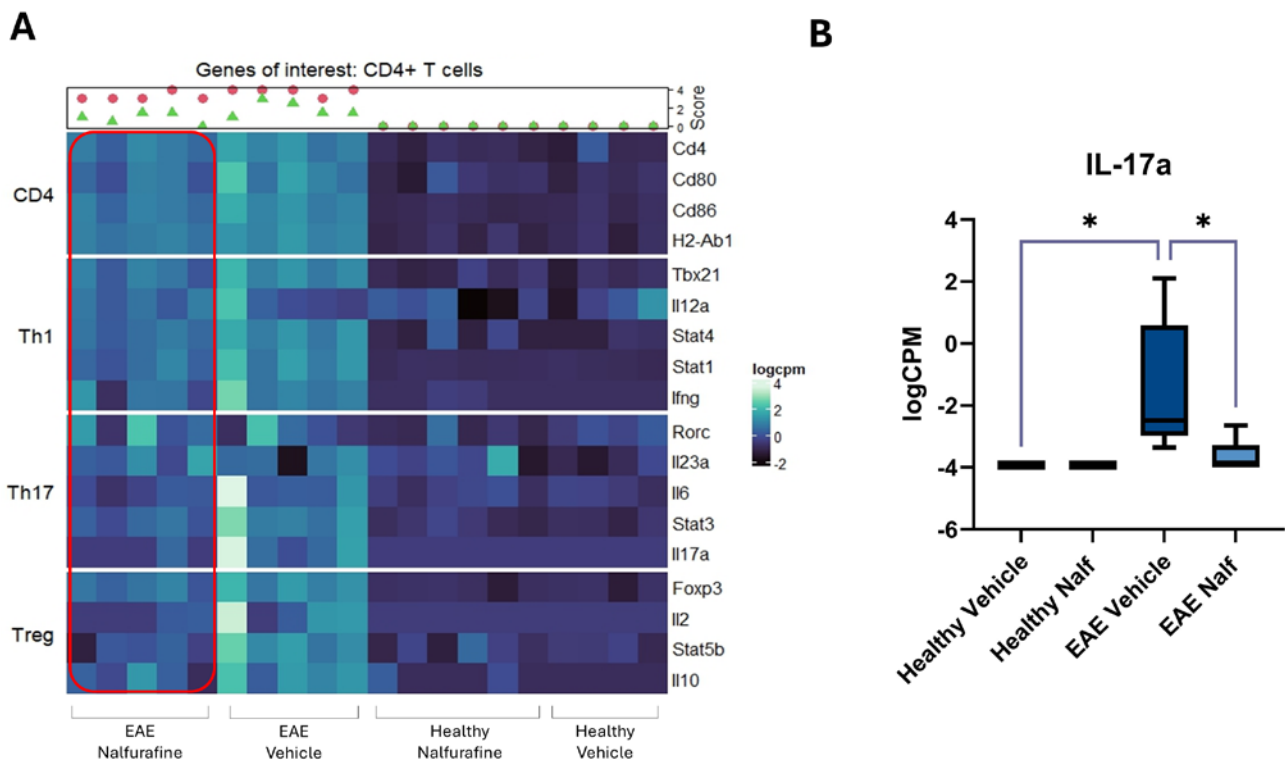 A
Genes of interest: CD4+ T cells
4
2
0
Score
CD4
Cd4
Cd80
Cd86
H2-Ab1
Th1
Tbx21
Il12a
Stat4
Stat1
Ifng
Th17
Rorc
Il23a
Il6
Stat3
Il17a
Treg
Foxp3
Il2
Stat5b
Il10
logcpm
4
2
0
-2
EAE
Nalfurafine
EAE
Vehicle
Healthy
Nalfurafine
Healthy
Vehicle
B
IL-17a
* *
logCPM
4
2
0
-2
-4
-6
Healthy Vehicle
Healthy Nalf
EAE Vehicle
EAE Nalf